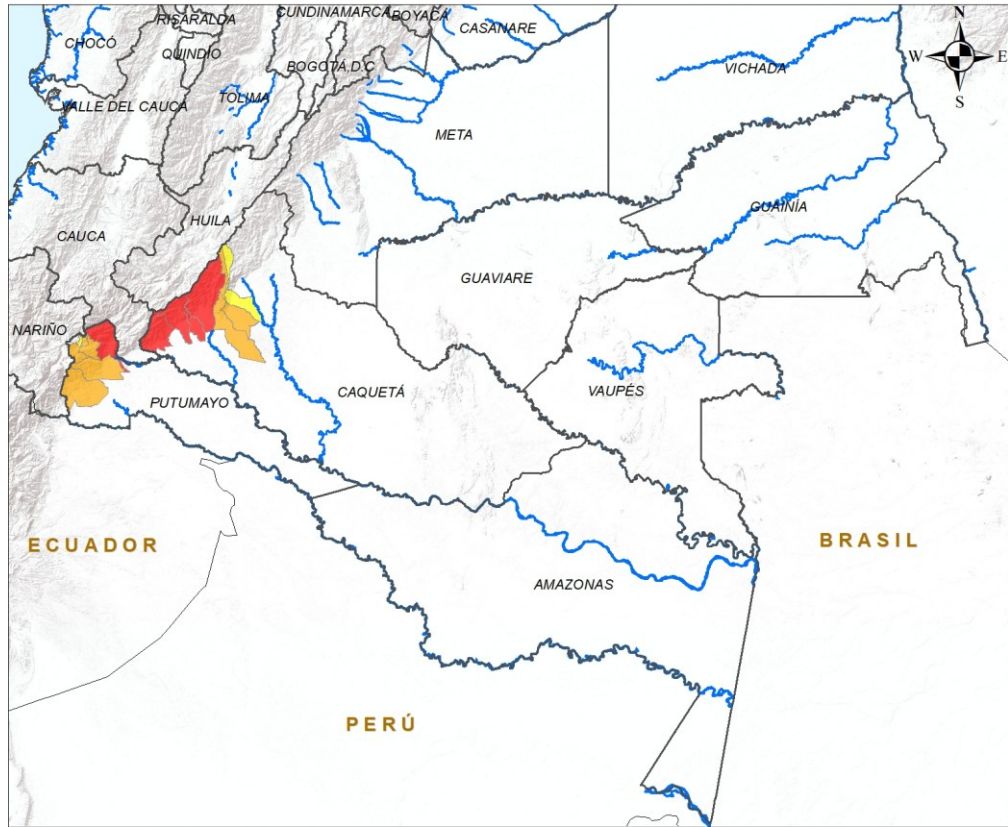 CUNDINAMARCA
BOYACÁ
RISARALDA
CASANARE
N
CHOCÓ
QUINDIO
BOGOTÁ.D.C
W
E
VICHADA
TOLIMA
VALLE DEL CAUCA
S
META
HUILA
GUAINÍA
CAUCA
GUAVIARE
NARIÑO
CAQUETÁ
VAUPÉS
PUTUMAYO
ECUADOR
BRASIL
AMAZONAS
PERÚ